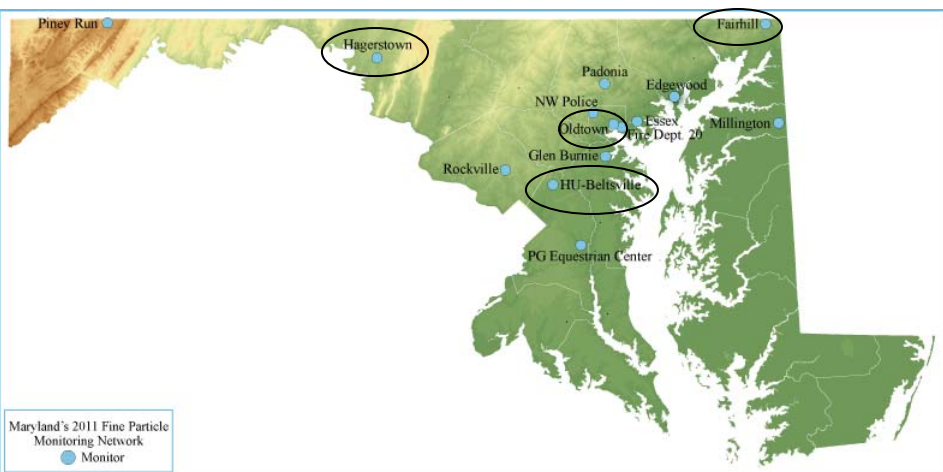 Piney Run
Fairhill
Hagerstown
Padonia
Edgewood
NW Police
Oldtown
Essex
Fire Dept. 20
Millington
Glen Burnie
Rockville
HU-Beltsville
PG Equestrian Center
Maryland's 2011 Fine Particle
Monitoring Network
Monitor